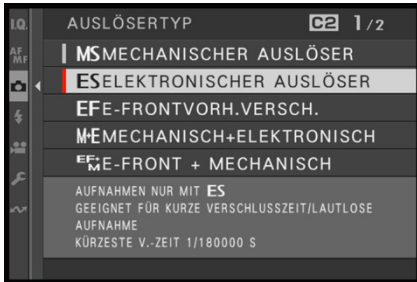 I.Q. AUSLÖSERTYP C2 1/2
AF MF MS MECHANISCHER AUSLÖSER
ES ELEKTRONISCHER AUSLÖSER
EF E-FRONTVORH.VERSCH.
M+E MECHANISCH+ELEKTRONISCH
EF+M E-FRONT + MECHANISCH
AUFNAHMEN NUR MIT ES
GEEIGNET FÜR KURZE VERSCHLUSSZEIT/LAUTLOSE
AUFNAHME
KÜRZESTE V.-ZEIT 1/180000 S